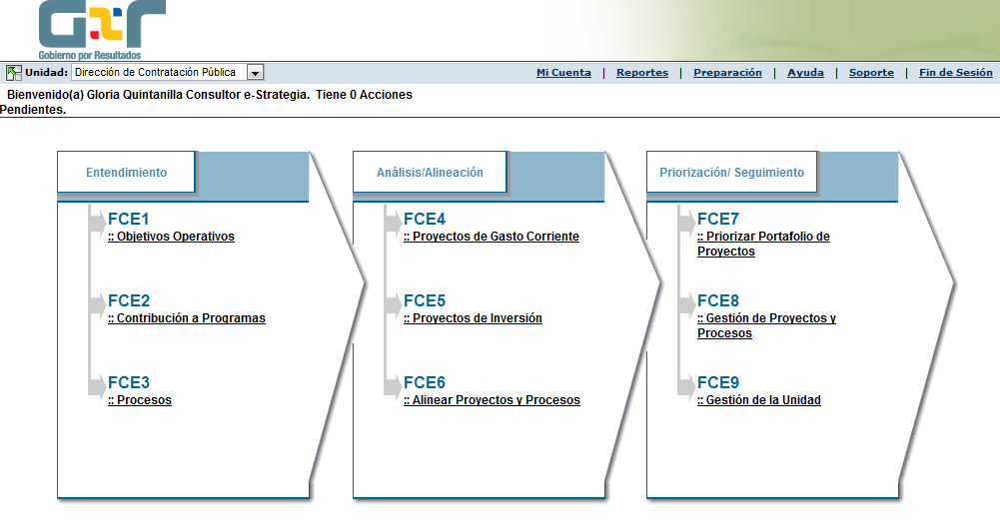 GPR
Gobierno por Resultados
Unidad: Dirección de Contratación Pública
Mi Cuenta | Reportes | Preparación | Ayuda | Soporte | Fin de Sesión
Bienvenido(a) Gloria Quintanilla Consultor e-Strategia. Tiene 0 Acciones
Pendientes.
Entendimiento
FCE1
:: Objetivos Operativos
FCE2
:: Contribución a Programas
FCE3
:: Procesos
Análisis/Alineación
FCE4
:: Proyectos de Gasto Corriente
FCE5
:: Proyectos de Inversión
FCE6
:: Alinear Proyectos y Procesos
Priorización/ Seguimiento
FCE7
:: Priorizar Portafolio de
Proyectos
FCE8
:: Gestión de Proyectos y
Procesos
FCE9
:: Gestión de la Unidad